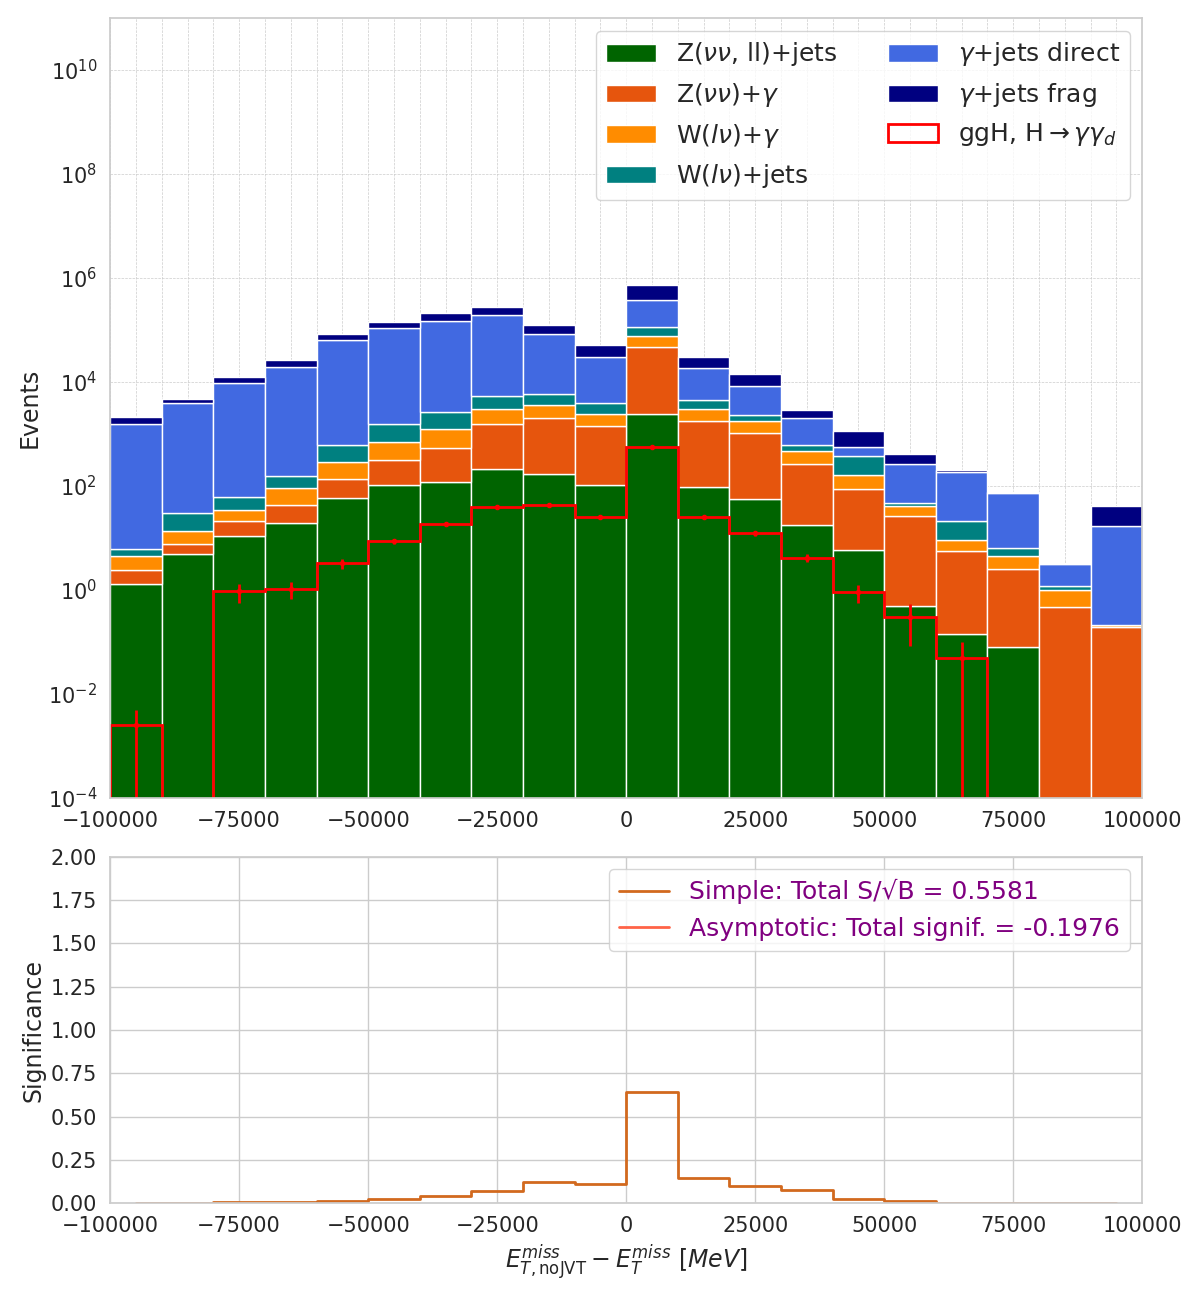 Z(νν, ll)+jets
Z(νν)+γ
W(lν)+γ
W(lν)+jets
γ+jets direct
γ+jets frag
ggH, H→γγ_d
Events
10^10
10^8
10^6
10^4
10^2
10^0
10^−2
10^−4
−100000 −75000 −50000 −25000 0 25000 50000 75000 100000
Simple: Total S/√B = 0.5581
Asymptotic: Total signif. = -0.1976
Significance
2.00
1.75
1.50
1.25
1.00
0.75
0.50
0.25
0.00
−100000 −75000 −50000 −25000 0 25000 50000 75000 100000
E_{T,noJVT}^{miss} − E_T^{miss} [MeV]